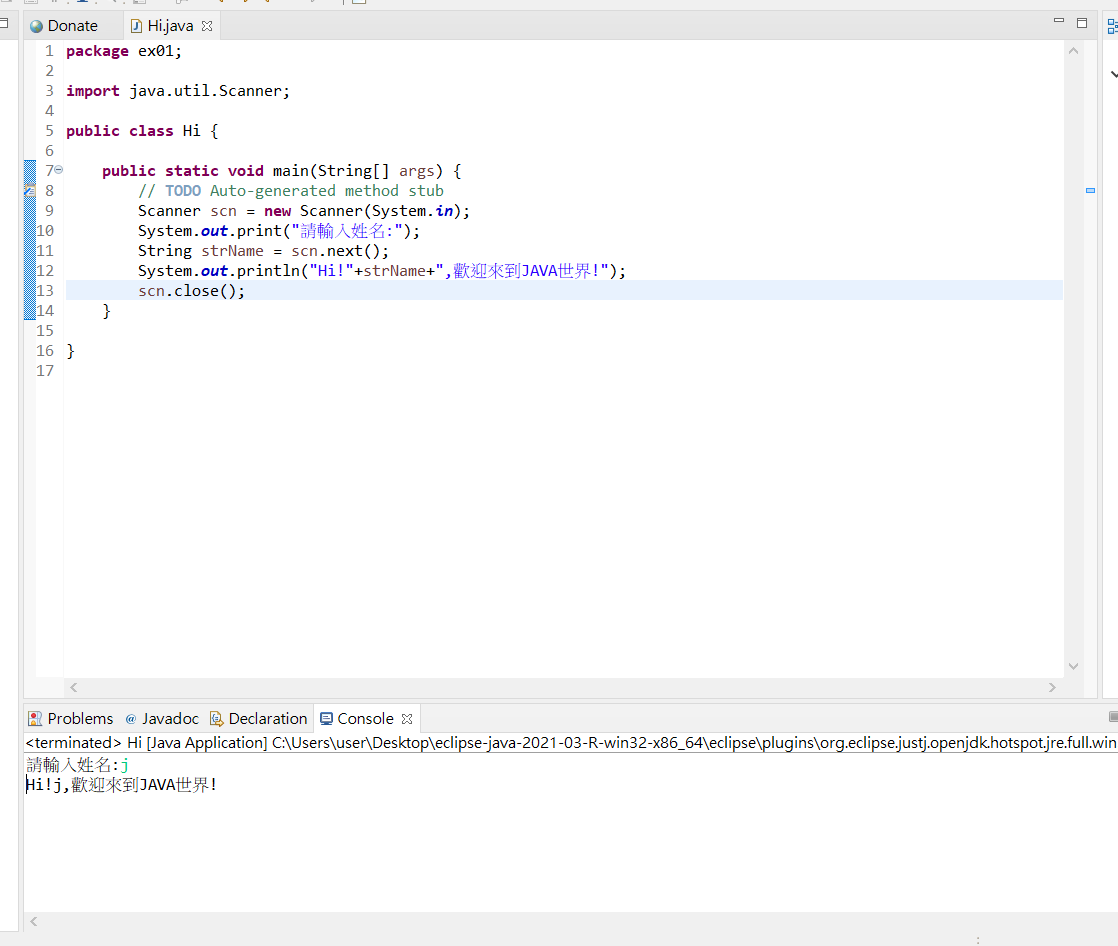 Donate Hi.java
1 package ex01;
2
3 import java.util.Scanner;
4
5 public class Hi {
6
7 public static void main(String[] args) {
8 // TODO Auto-generated method stub
9 Scanner scn = new Scanner(System.in);
10 System.out.print("請輸入姓名:");
11 String strName = scn.next();
12 System.out.println("Hi!"+strName+",歡迎來到JAVA世界!");
13 scn.close();
14 }
15
16 }
17
Problems @ Javadoc Declaration Console
<terminated> Hi [Java Application] C:\Users\user\Desktop\eclipse-java-2021-03-R-win32-x86_64\eclipse\plugins\org.eclipse.justj.openjdk.hotspot.jre.full.win
請輸入姓名:j
Hi!j,歡迎來到JAVA世界!